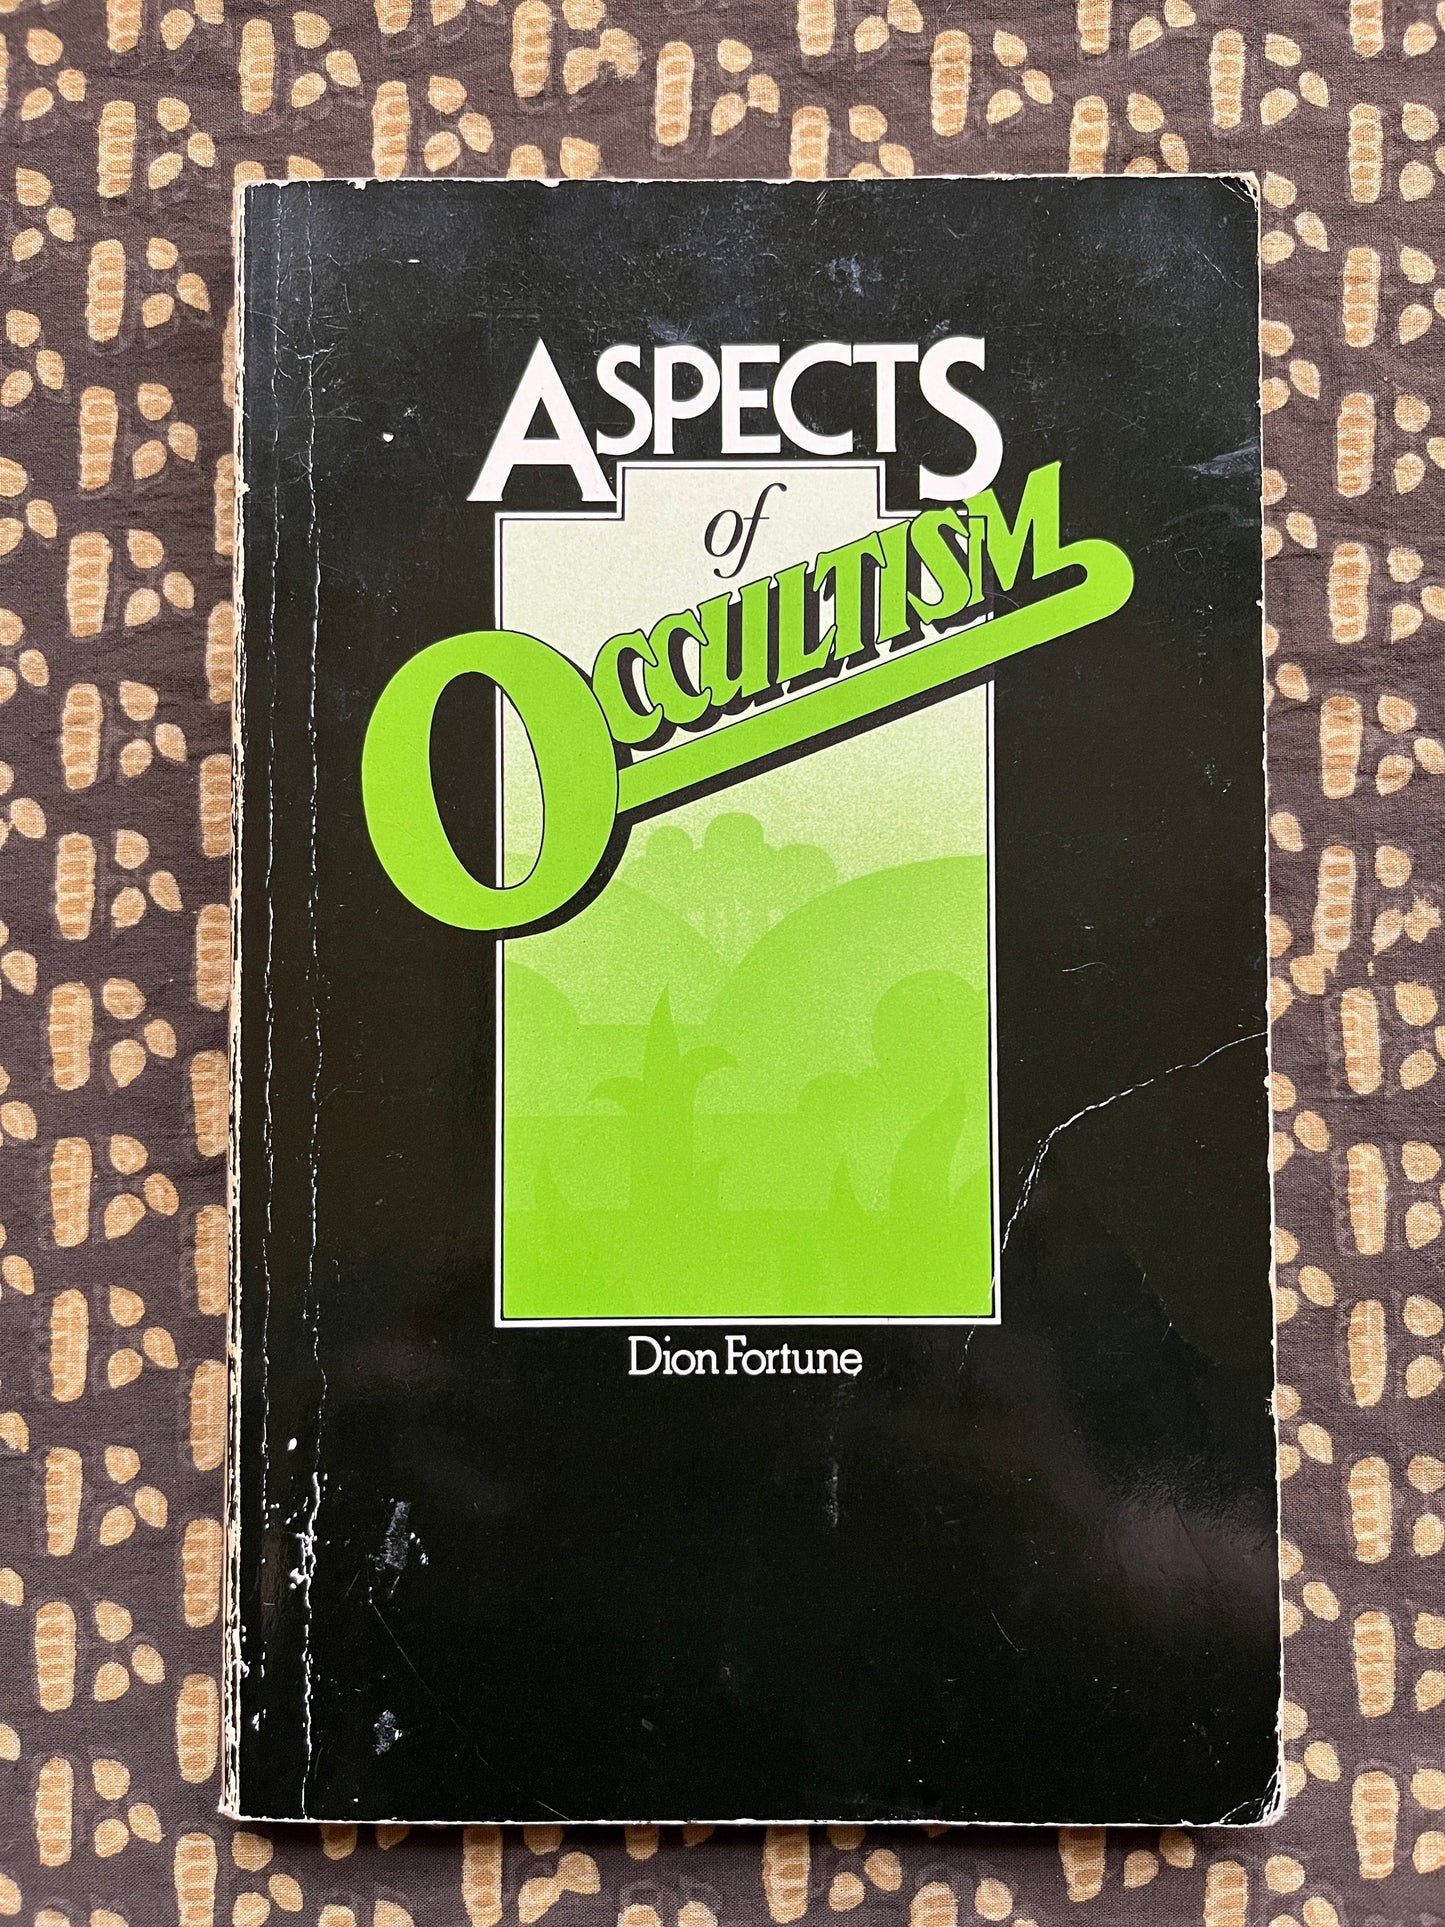 ASPECTS
of
OCCULTISM
Dion Fortune